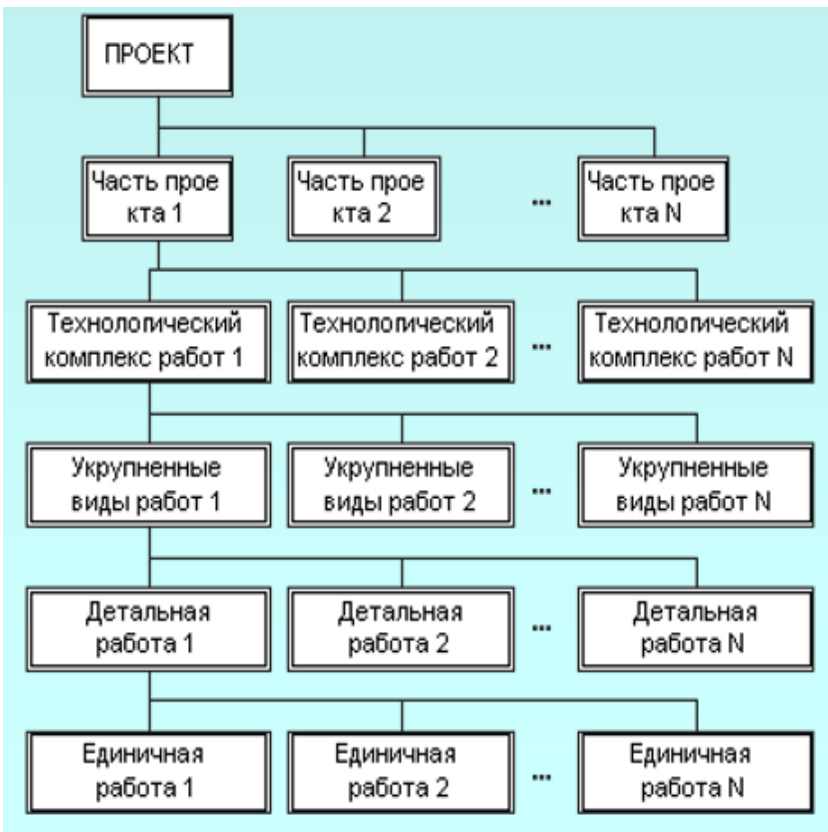 ПРОЕКТ
Часть прое
кта 1
Часть прое
кта 2
...
Часть прое
кта N
Технологический
комплекс работ 1
Технологический
комплекс работ 2
...
Технологический
комплекс работ N
Укрупненные
виды работ 1
Укрупненные
виды работ 2
...
Укрупненные
виды работ N
Детальная
работа 1
Детальная
работа 2
...
Детальная
работа N
Единичная
работа 1
Единичная
работа 2
...
Единичная
работа N